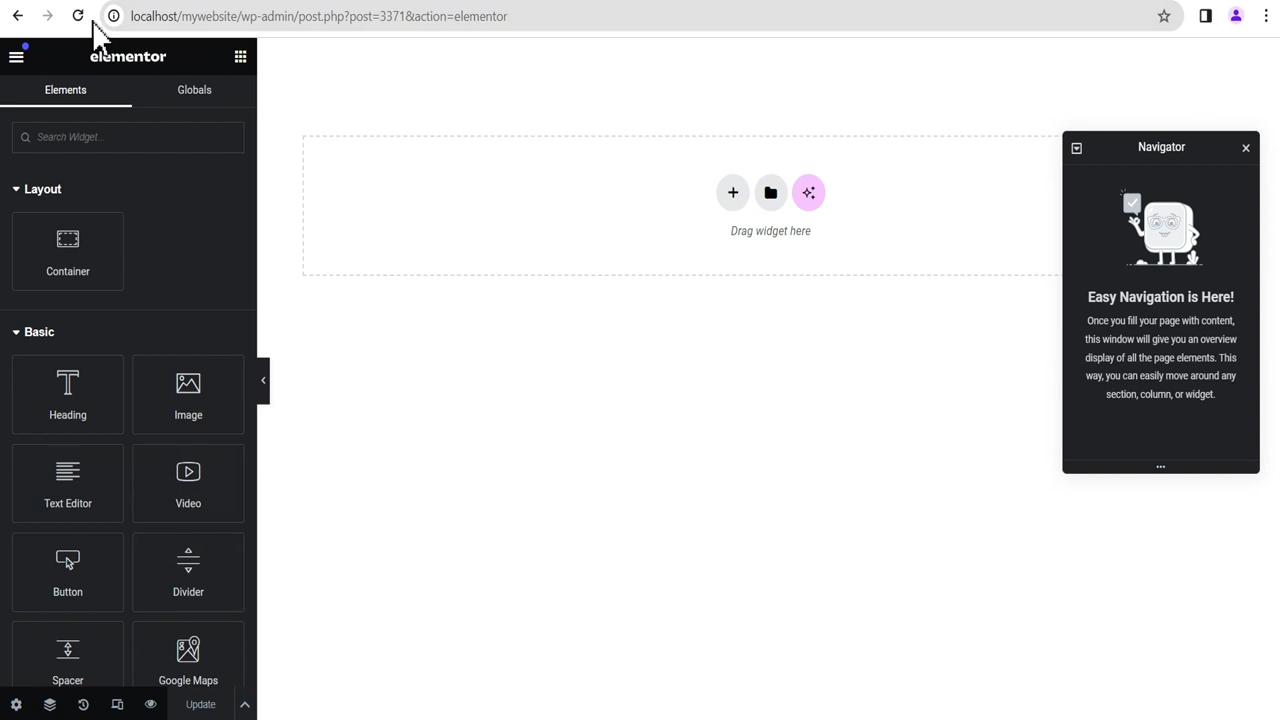 localhost/mywebsite/wp-admin/post.php?post=3371&action=elementor
elementor
Elements
Globals
Search Widget...
Layout
Container
Basic
Heading
Image
Text Editor
Video
Button
Divider
Spacer
Google Maps
Update
Drag widget here
Navigator
Easy Navigation is Here!
Once you fill your page with content,
this window will give you an overview
display of all the page elements. This
way, you can easily move around any
section, column, or widget.